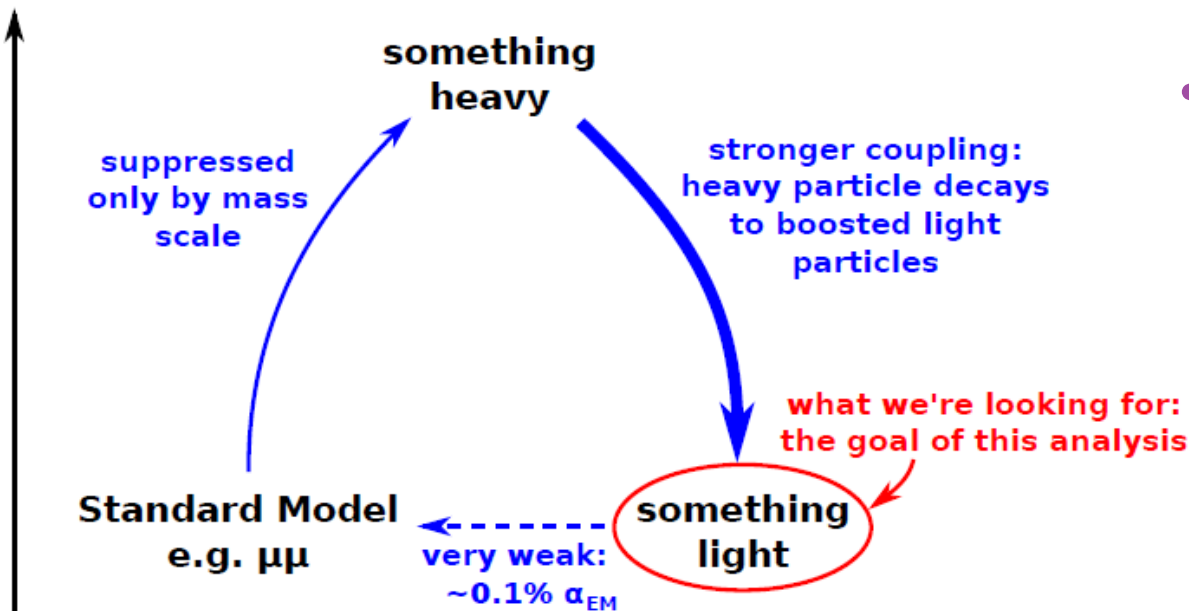 something
heavy
suppressed
only by mass
scale
stronger coupling:
heavy particle decays
to boosted light
particles
what we're looking for:
the goal of this analysis
Standard Model
e.g. μμ
very weak:
~0.1% α_EM
something
light